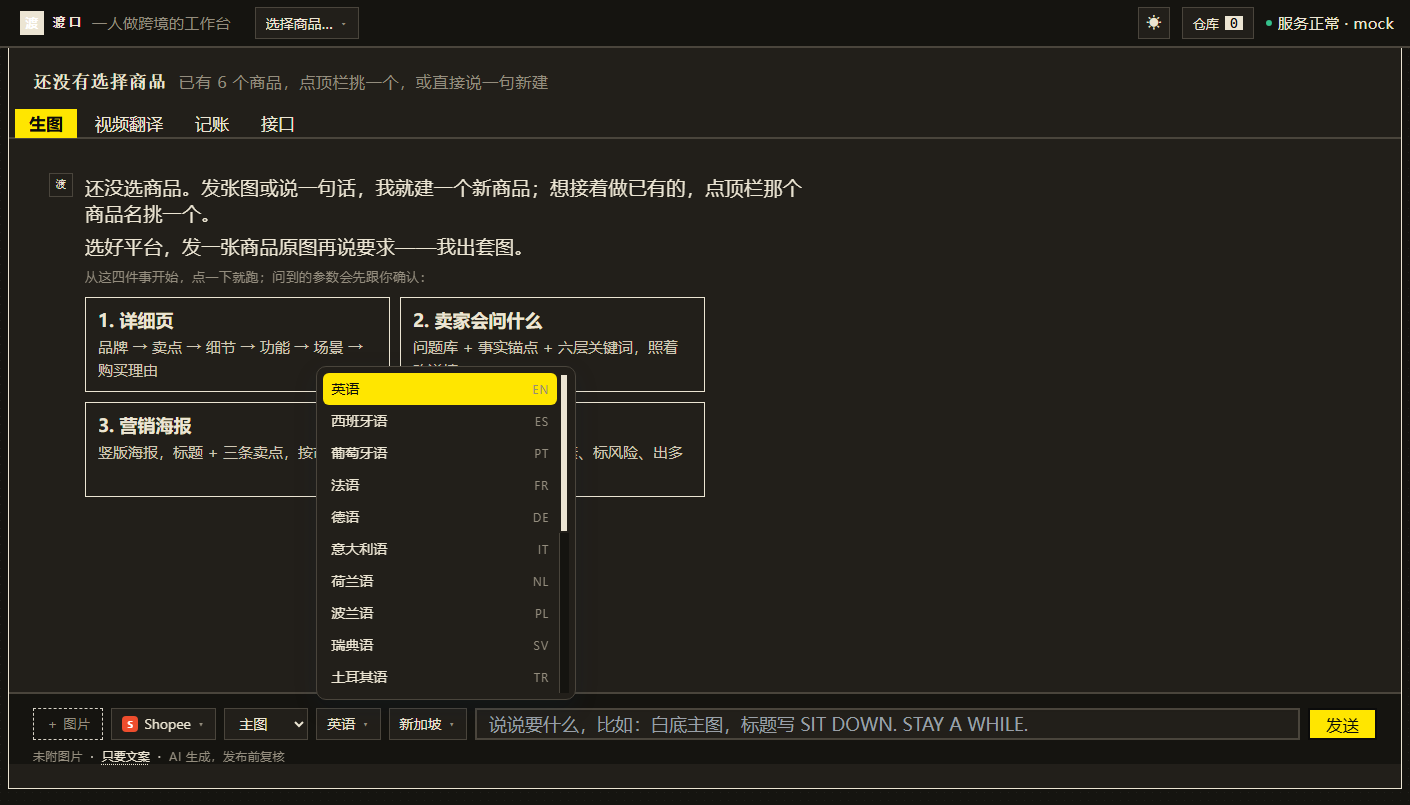 渡 渡口 一人做跨境的工作台 选择商品... 仓库 0 服务正常 · mock
还没有选择商品 已有 6 个商品，点顶栏挑一个，或直接说一句新建
生图 视频翻译 记账 接口
渡 还没选商品。发张图或说一句话，我就建一个新商品；想接着做已有的，点顶栏那个
商品名挑一个。
选好平台，发一张商品原图再说要求——我出套图。
从这四件事开始，点一下就跑；问到的参数会先跟你确认：
1. 详细页
品牌 → 卖点 → 细节 → 功能 → 场景 →
购买理由
2. 卖家会问什么
问题库 + 事实锚点 + 六层关键词，照着
3. 营销海报
竖版海报，标题 + 三条卖点，按
、标风险、出多
英语 EN
西班牙语 ES
葡萄牙语 PT
法语 FR
德语 DE
意大利语 IT
荷兰语 NL
波兰语 PL
瑞典语 SV
土耳其语 TR
+ 图片 S Shopee 主图 英语 新加坡 说说要什么，比如：白底主图，标题写 SIT DOWN. STAY A WHILE. 发送
未附图片 · 只要文案 · AI 生成，发布前复核